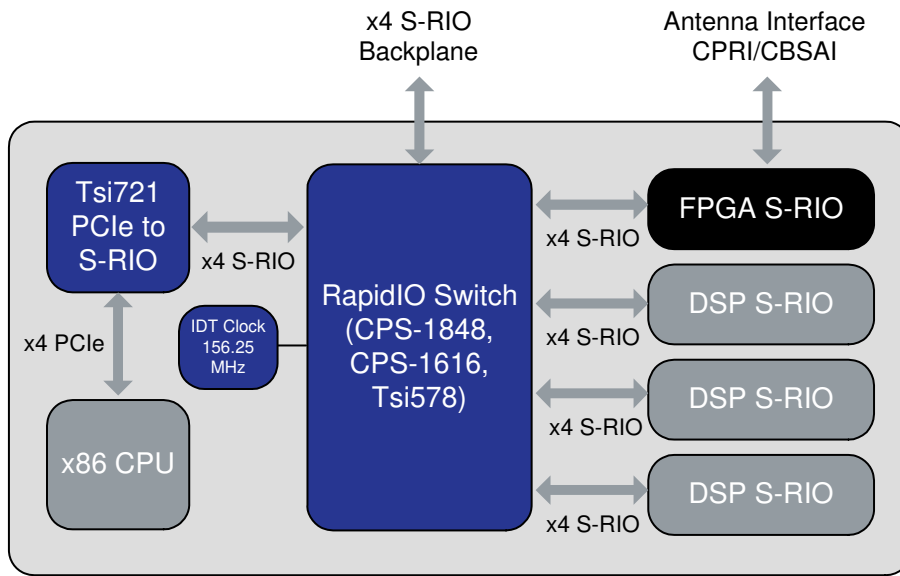 x4 S-RIO
Backplane
Antenna Interface
CPRI/CBSAI
Tsi721
PCIe to
S-RIO
x4 S-RIO
x4 PCIe
IDT Clock
156.25
MHz
x86 CPU
RapidIO Switch
(CPS-1848,
CPS-1616,
Tsi578)
FPGA S-RIO
x4 S-RIO
DSP S-RIO
x4 S-RIO
DSP S-RIO
x4 S-RIO
DSP S-RIO
x4 S-RIO